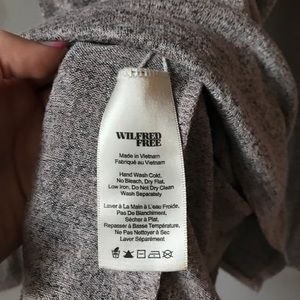 WILFRED
FREE
Made in Vietnam
Fabriqué au Vietnam
Hand Wash Cold,
No Bleach, Dry Flat,
Low Iron, Do Not Dry Clean
Wash Separately
Laver à La Main à L'eau Froide,
Pas De Blanchiment,
Sécher à Plat,
Repasser à Basse Température,
Ne Pas Nettoyer à Sec
Laver Séparément